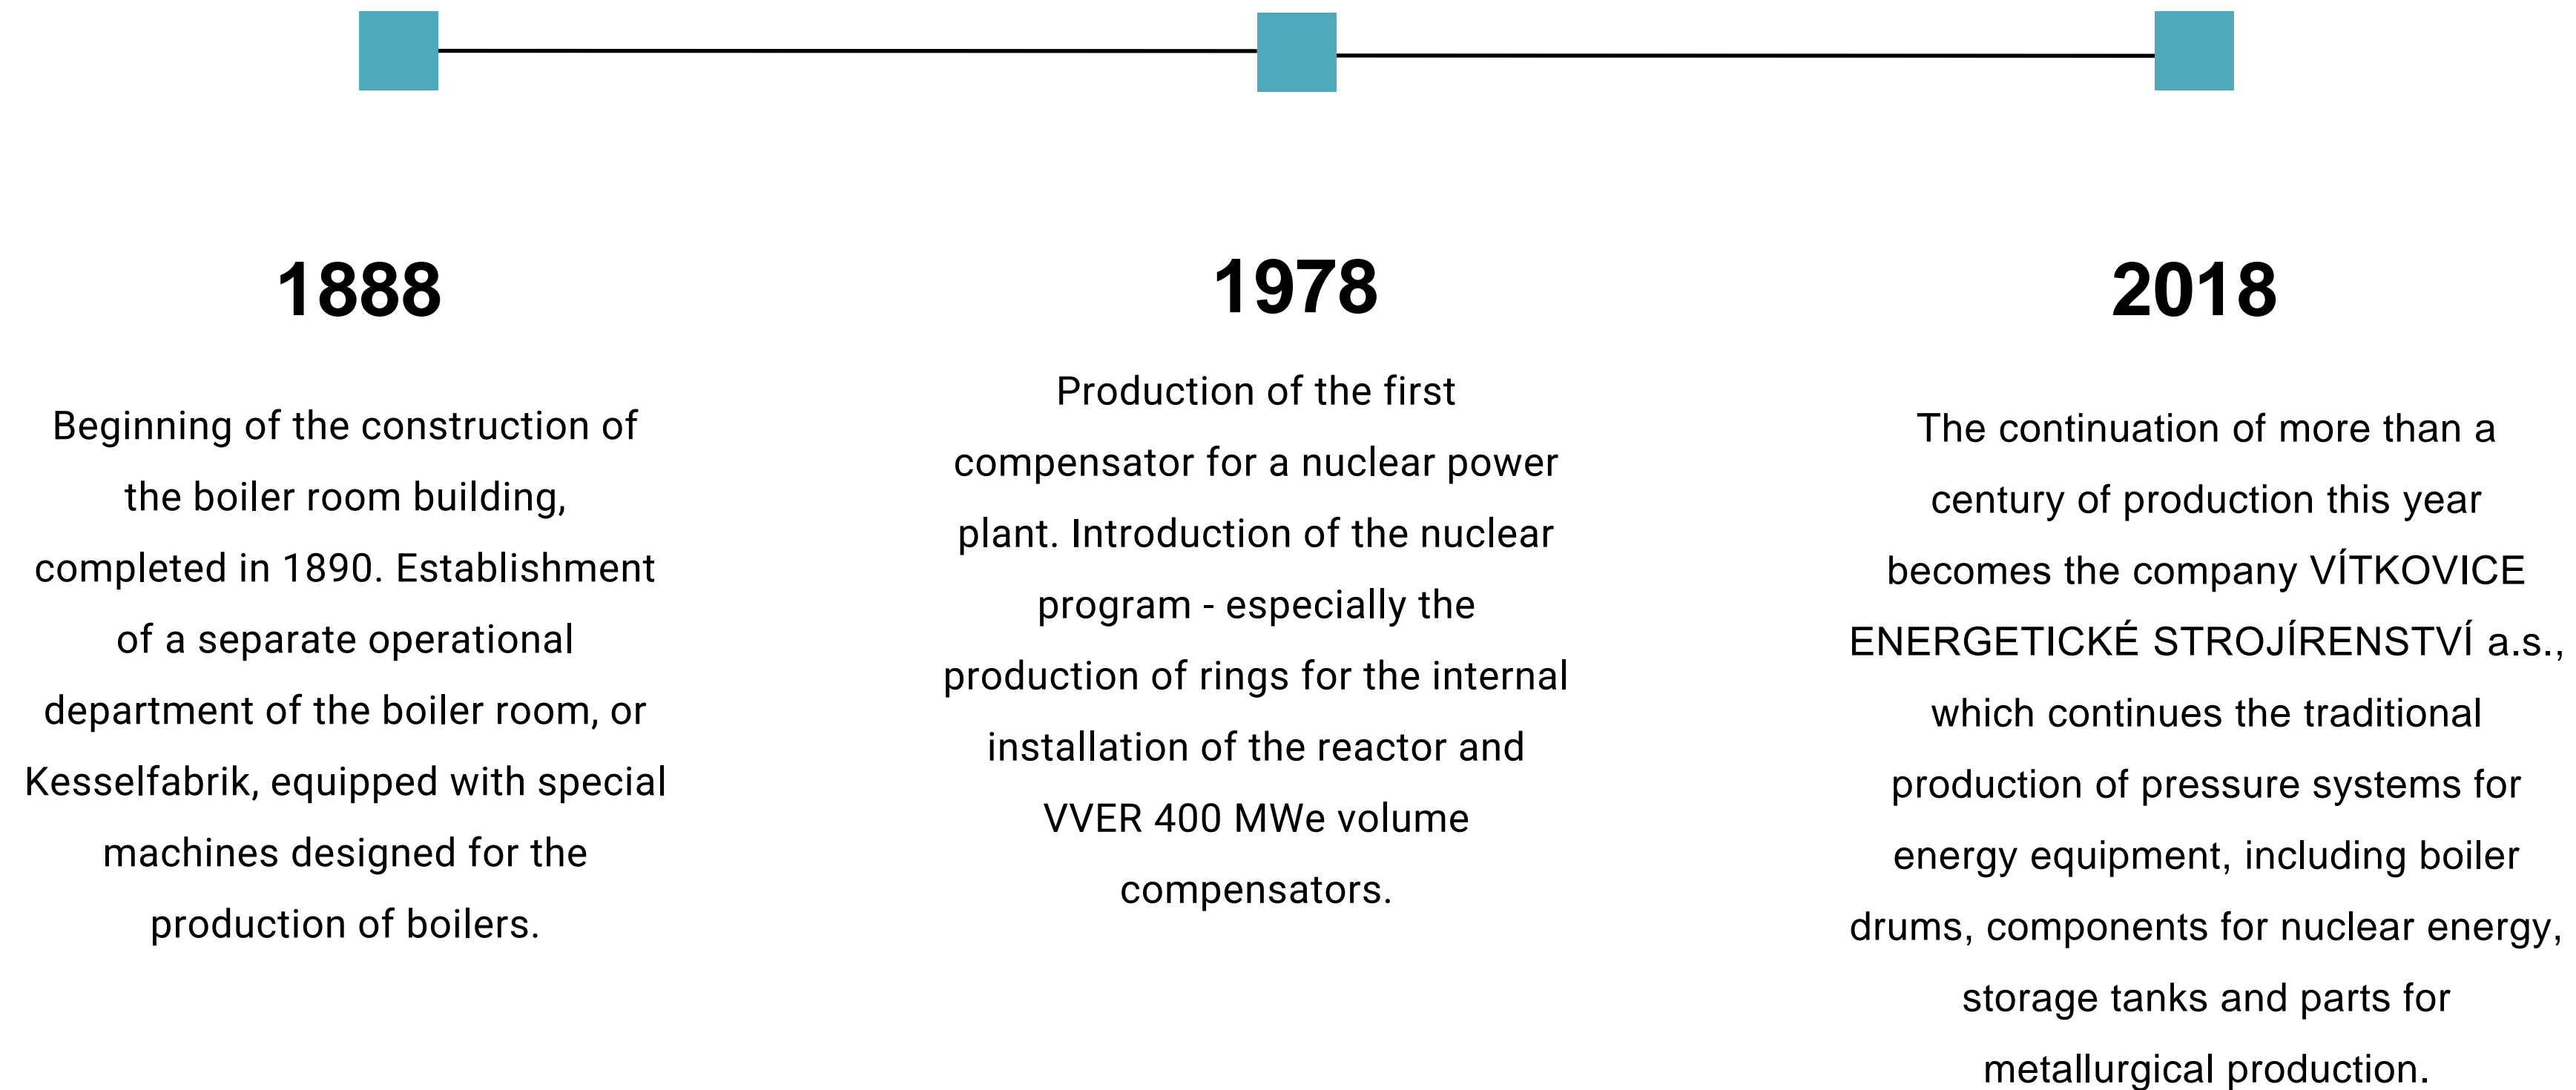 1888
Beginning of the construction of
the boiler room building,
completed in 1890. Establishment
of a separate operational
department of the boiler room, or
Kesselfabrik, equipped with special
machines designed for the
production of boilers.
1978
Production of the first
compensator for a nuclear power
plant. Introduction of the nuclear
program - especially the
production of rings for the internal
installation of the reactor and
VVER 400 MWe volume
compensators.
2018
The continuation of more than a
century of production this year
becomes the company VÍTKOVICE
ENERGETICKÉ STROJÍRENSTVÍ a.s.,
which continues the traditional
production of pressure systems for
energy equipment, including boiler
drums, components for nuclear energy,
storage tanks and parts for
metallurgical production.